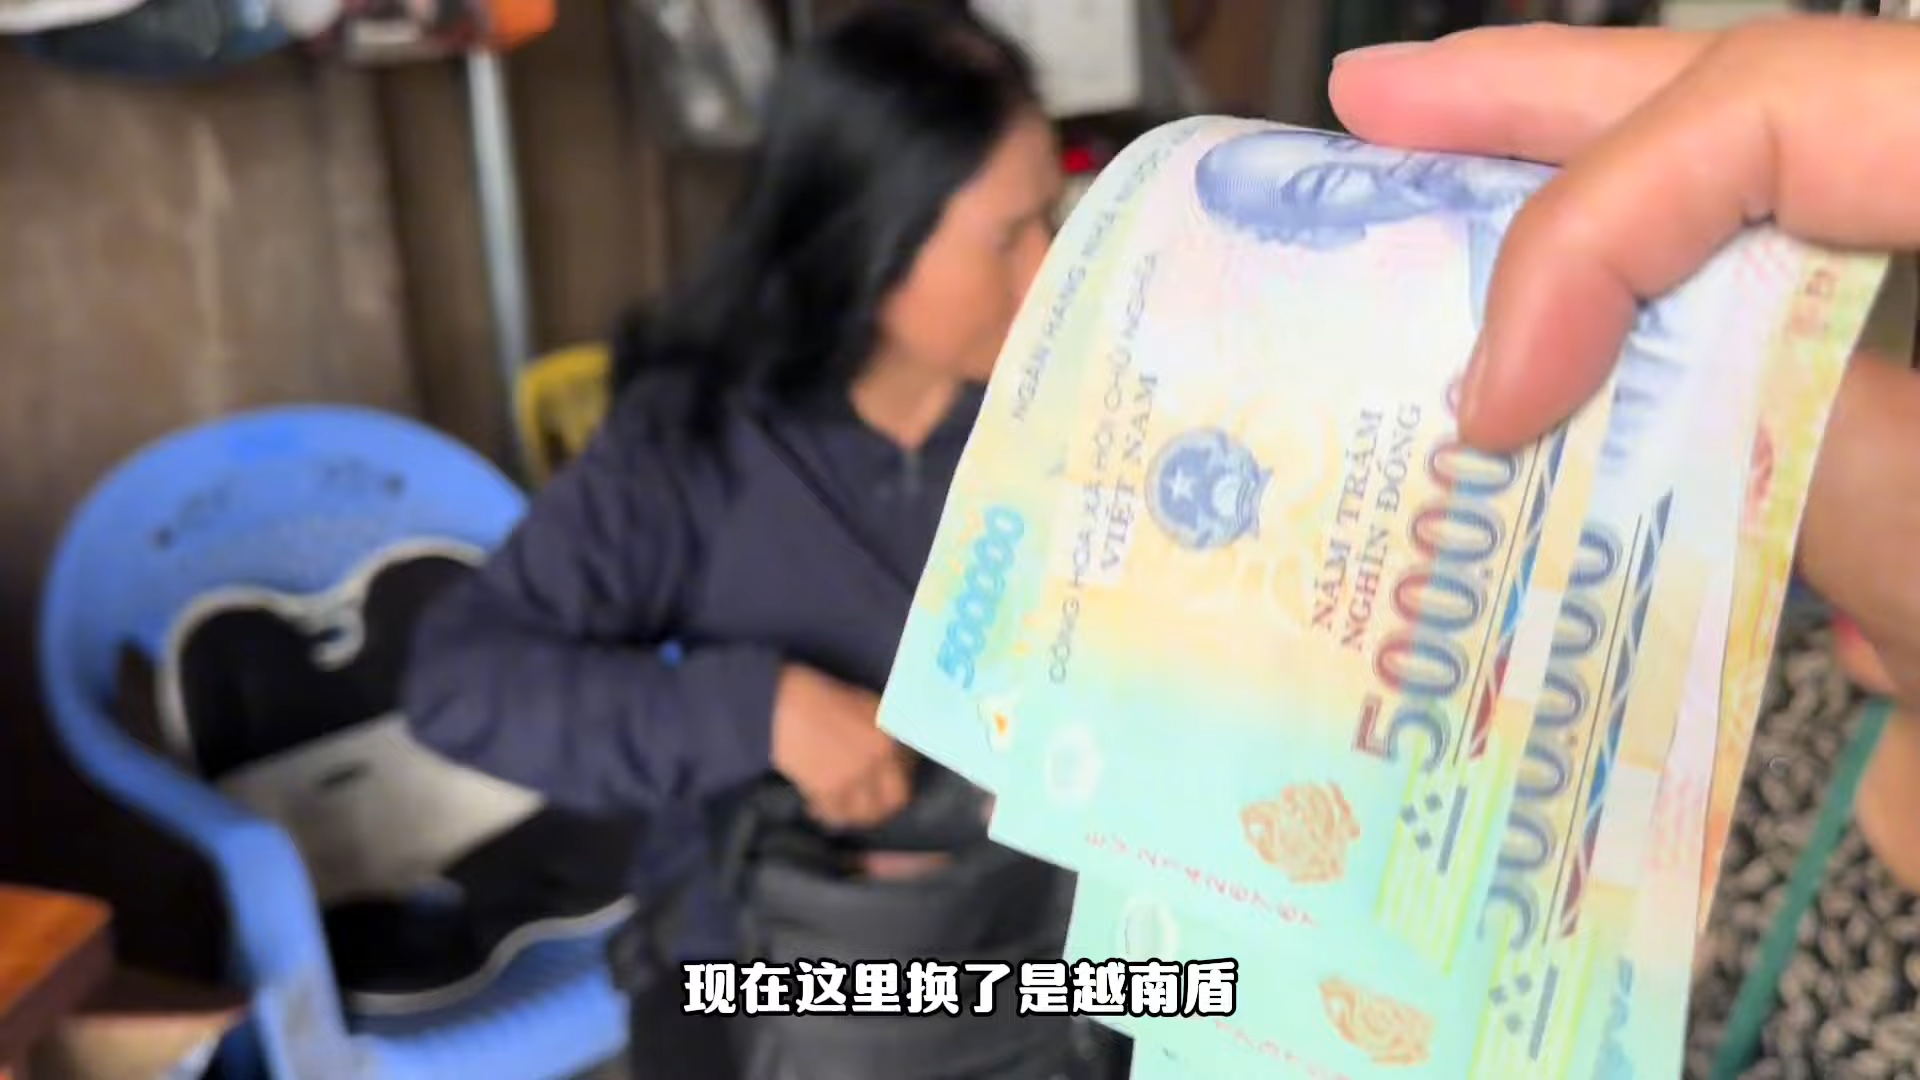 NGÂN HÀNG NHÀ NƯỚC
CỘNG HÒA XÃ HỘI CHỦ NGHĨA
VIỆT NAM
NĂM TRĂM
NGHÌN ĐỒNG
500000
500000
500000
现在这里换了是越南盾